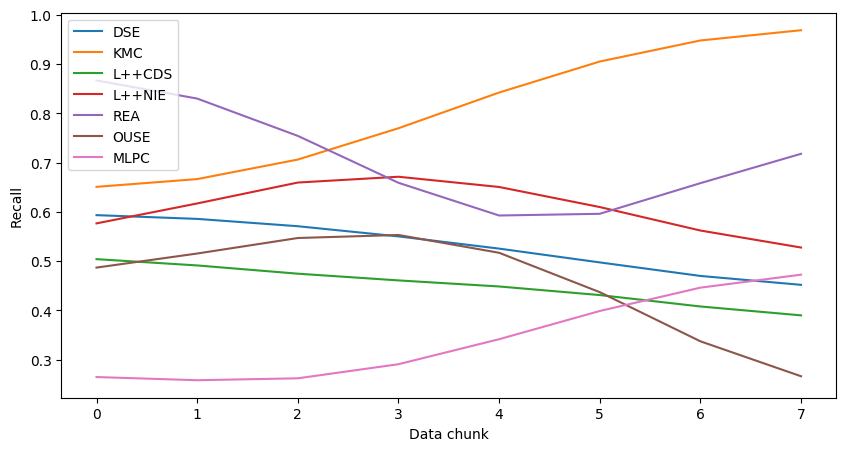 1.0
0.9
0.8
0.7
0.6
0.5
0.4
0.3
Recall
DSE
KMC
L++CDS
L++NIE
REA
OUSE
MLPC
0 1 2 3 4 5 6 7
Data chunk